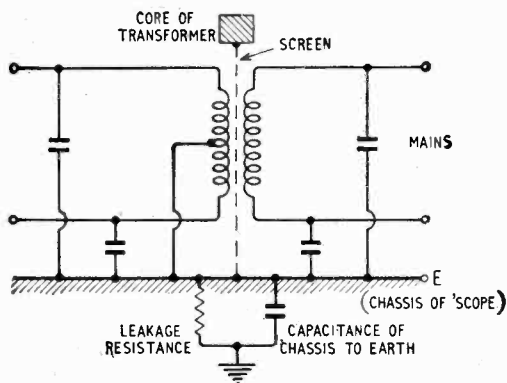 CORE OF
TRANSFORMER
SCREEN
MAINS
E
(CHASSIS OF 'SCOPE)
LEAKAGE
RESISTANCE
CAPACITANCE OF
CHASSIS TO EARTH